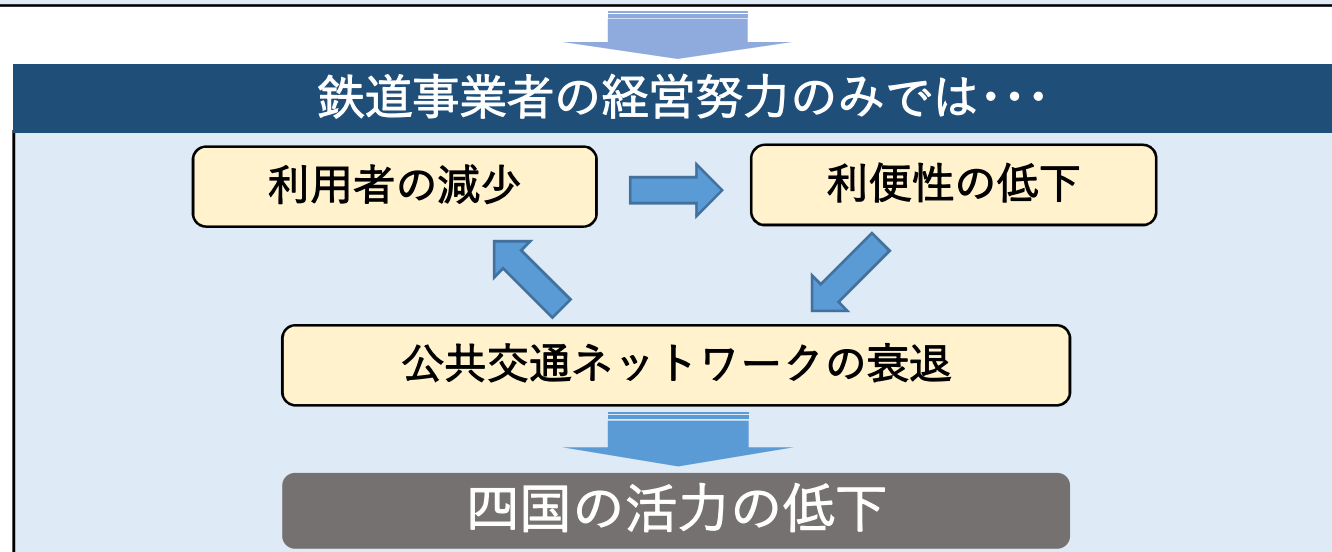 鉄道事業者の経営努力のみでは･･･
利用者の減少
利便性の低下
公共交通ネットワークの衰退
四国の活力の低下